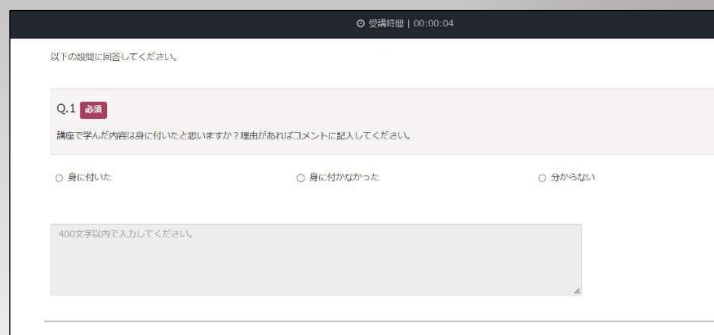 受講時間 | 00:00:04
以下の設問に回答してください。
Q.1 必須
講座で学んだ内容は身に付いたと思いますか？理由があればコメントに記入してください。
身に付いた
身に付かなかった
分からない
400文字以内で入力してください。